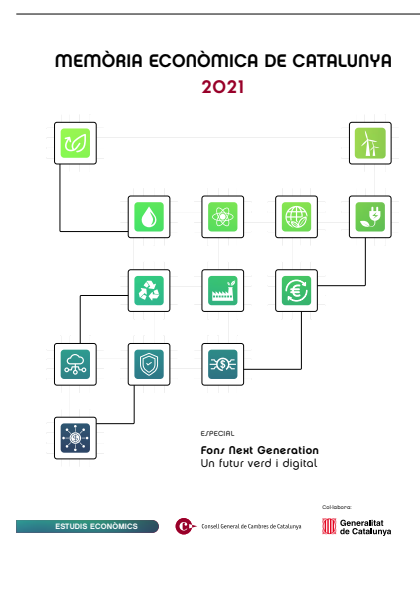 MEMÒRIA ECONÒMICA DE CATALUNYA
2021
ESPECIAL
Fons Next Generation
Un futur verd i digital
Col·labora:
ESTUDIS ECONÒMICS
Consell General de Cambres de Catalunya
Generalitat
de Catalunya